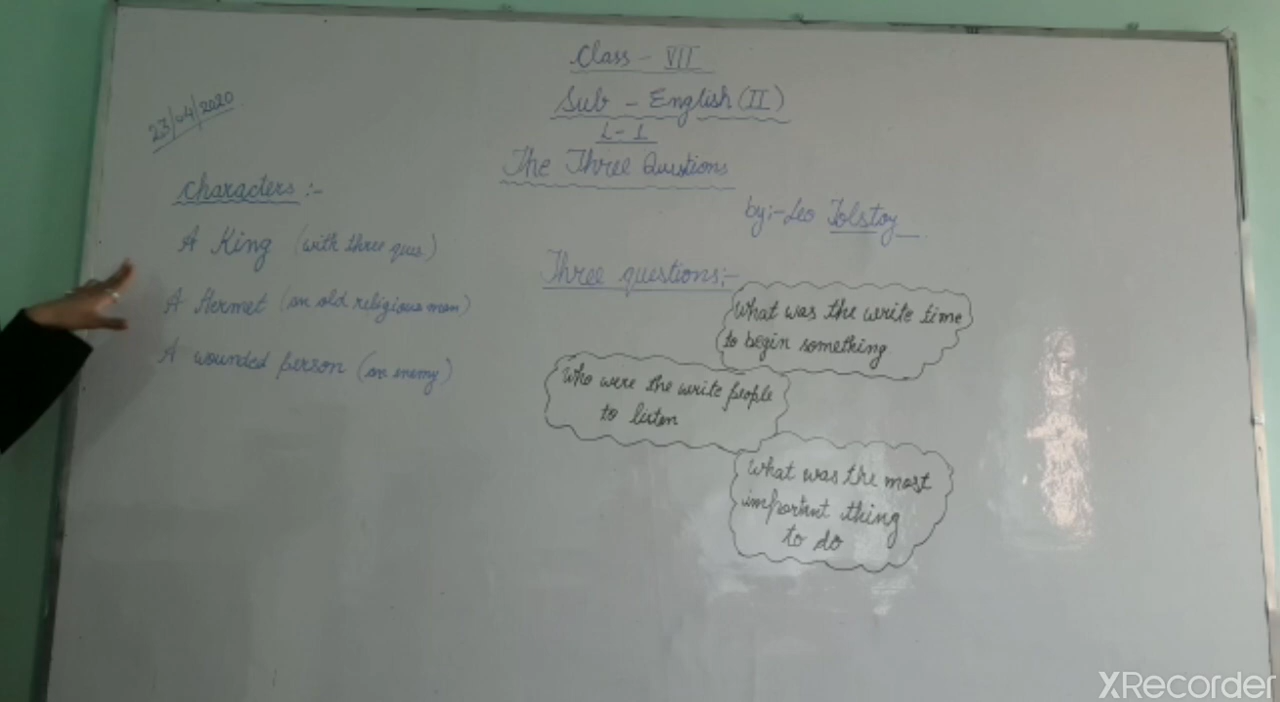 23/04/2020
Class - VII
Sub - English (II)
L-1
The Three Questions
by:- Leo Tolstoy
Characters :-
A King (with three ques.)
A Hermet (an old religious man)
A wounded person (an enemy)
Three questions:-
What was the write time
to begin something
Who were the write people
to listen
What was the most
important thing
to do
XRecorder